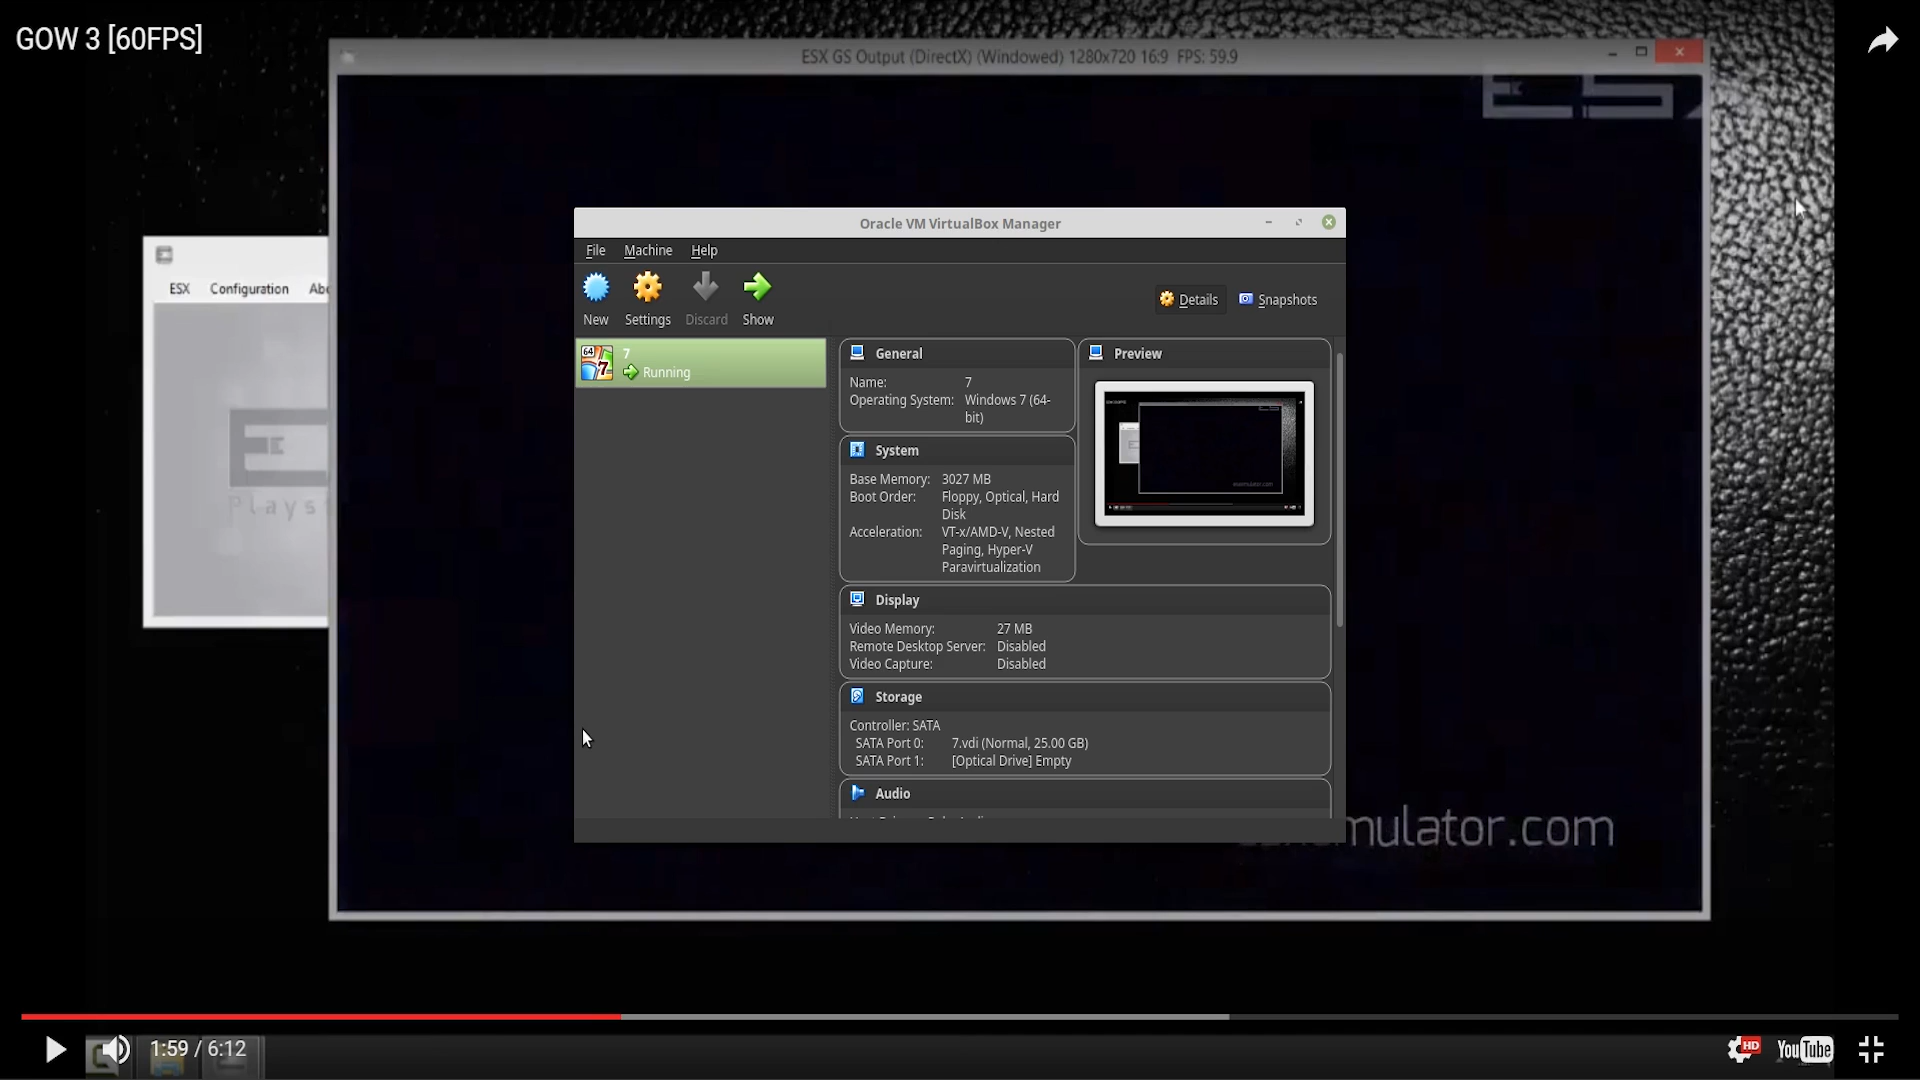 GOW 3 [60FPS]
ESX GS Output (DirectX) (Windowed) 1280x720 16:9 FPS: 59.9
ESX Configuration
Oracle VM VirtualBox Manager
File Machine Help
New Settings Discard Show
Details Snapshots
64 7
7
Running
General
Name: 7
Operating System: Windows 7 (64-
bit)
System
Base Memory: 3027 MB
Boot Order: Floppy, Optical, Hard
Disk
Acceleration: VT-x/AMD-V, Nested
Paging, Hyper-V
Paravirtualization
Preview
Display
Video Memory: 27 MB
Remote Desktop Server: Disabled
Video Capture: Disabled
Storage
Controller: SATA
SATA Port 0: 7.vdi (Normal, 25.00 GB)
SATA Port 1: [Optical Drive] Empty
Audio
mulator.com
1:59 / 6:12
HD
YouTube